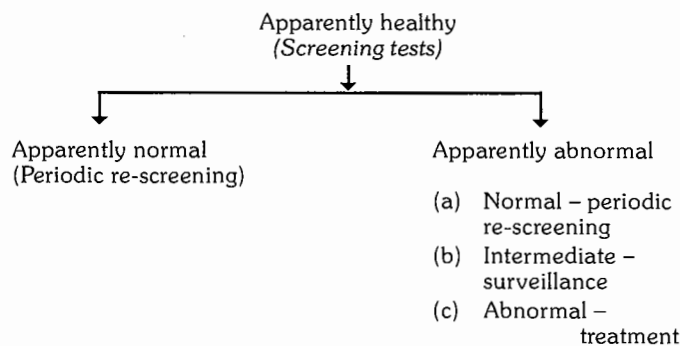 Apparently healthy
(Screening tests)
Apparently normal
(Periodic re-screening)
Apparently abnormal
(a) Normal – periodic
re-screening
(b) Intermediate –
surveillance
(c) Abnormal –
treatment